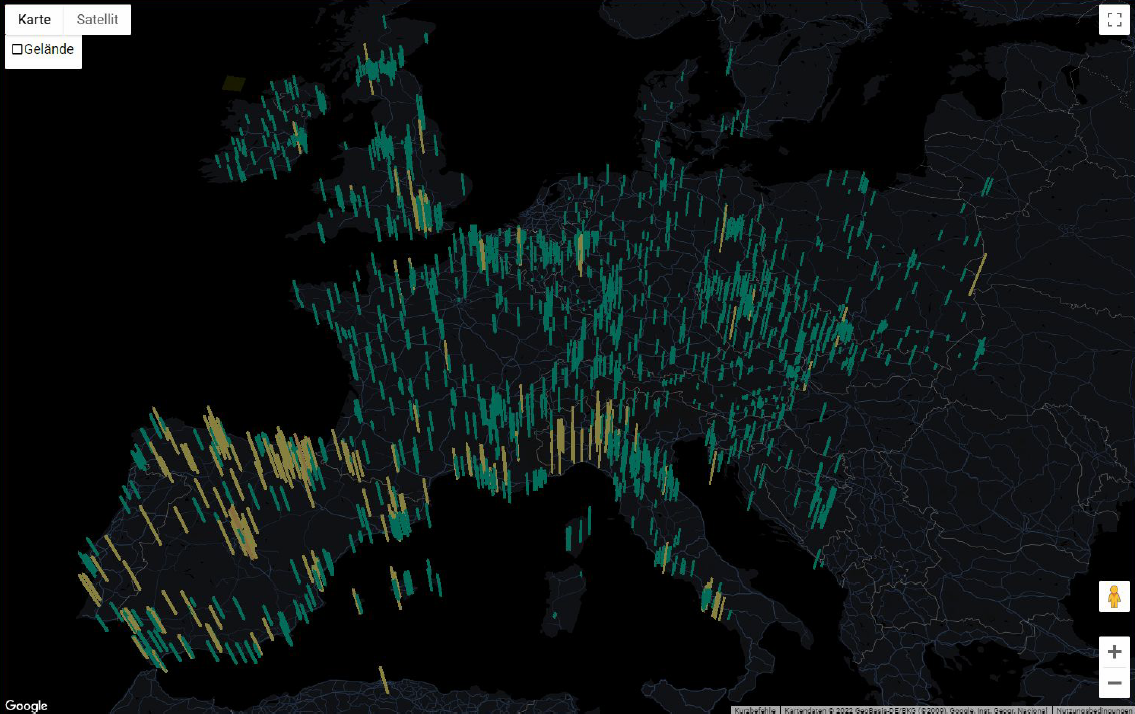 Karte Satellit
Gelände
Google
Kurzbefehle Kartendaten © 2022 GeoBasis-DE/BKG (©2009), Google, Inst. Geogr. Nacional Nutzungsbedingungen